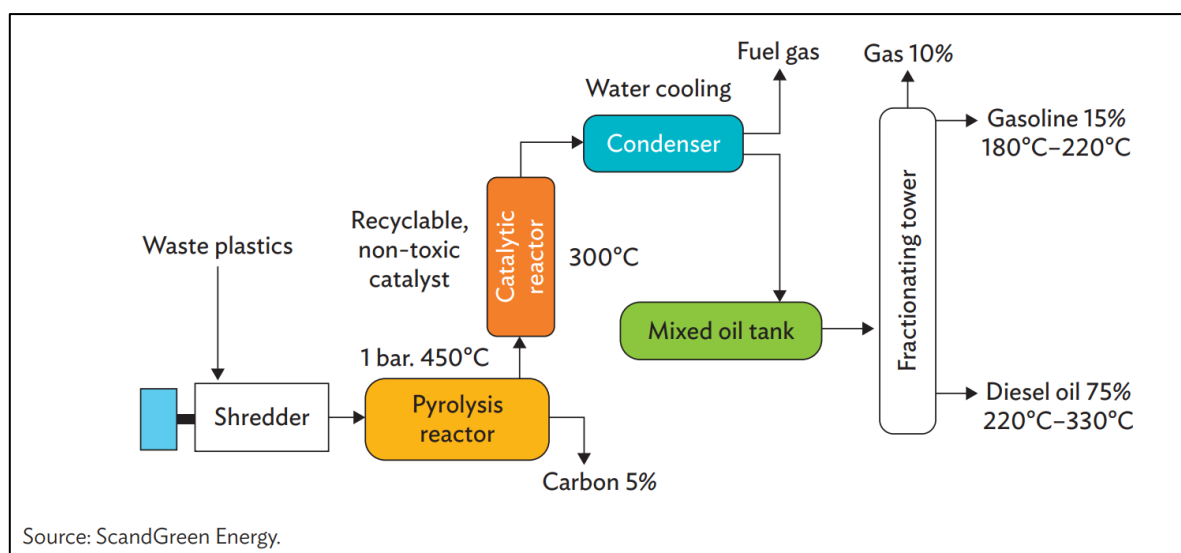 Fuel gas
Gas 10%
Water cooling
Condenser
Gasoline 15%
180°C–220°C
Recyclable,
non-toxic
catalyst
Catalytic
reactor
300°C
Waste plastics
Fractionating tower
Mixed oil tank
1 bar. 450°C
Shredder
Pyrolysis
reactor
Diesel oil 75%
220°C–330°C
Carbon 5%
Source: ScandGreen Energy.